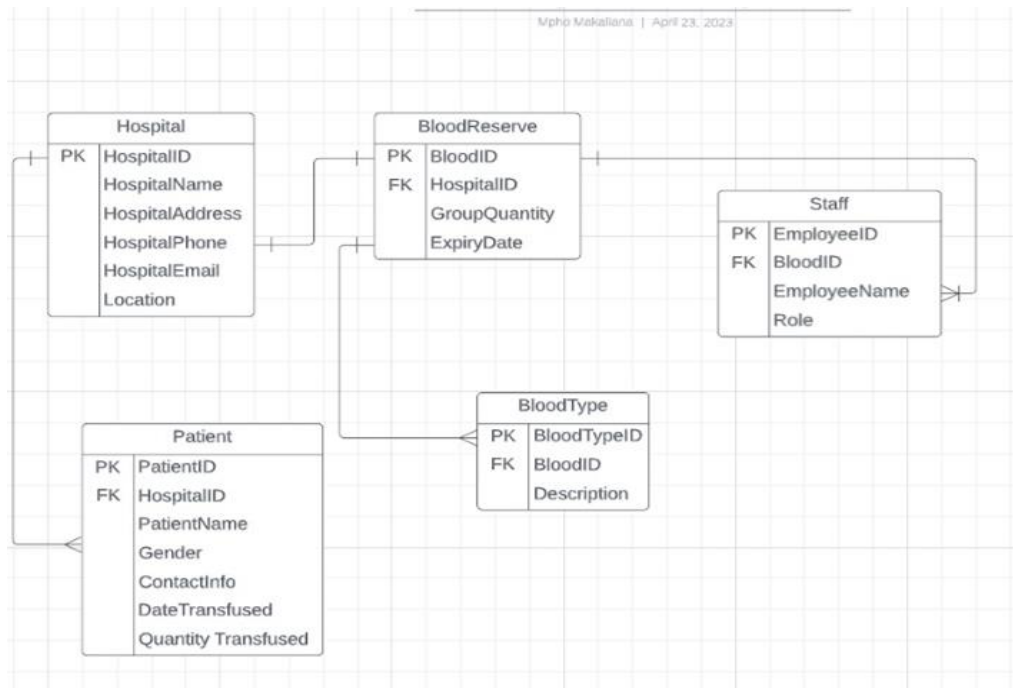 Mpho Makaliana | April 23, 2023
Hospital
PK HospitalID
HospitalName
HospitalAddress
HospitalPhone
HospitalEmail
Location
BloodReserve
PK BloodID
FK HospitalID
GroupQuantity
ExpiryDate
Staff
PK EmployeeID
FK BloodID
EmployeeName
Role
BloodType
PK BloodTypeID
FK BloodID
Description
Patient
PK PatientID
FK HospitalID
PatientName
Gender
ContactInfo
DateTransfused
Quantity Transfused